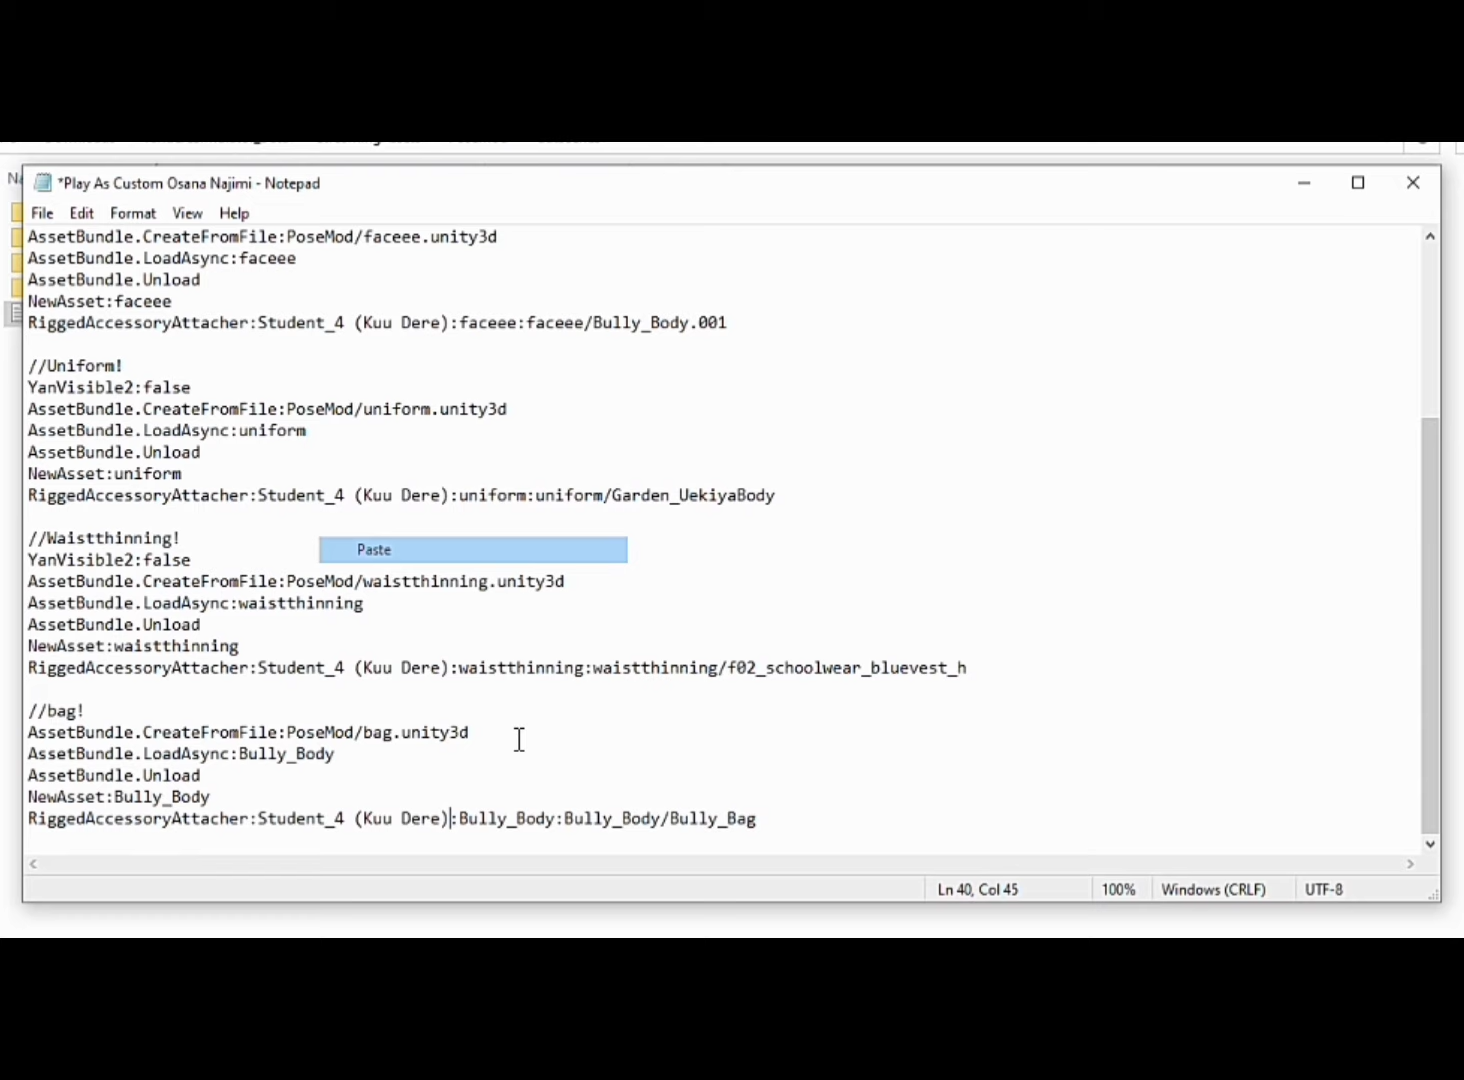 *Play As Custom Osana Najimi - Notepad
File Edit Format View Help
AssetBundle.CreateFromFile:PoseMod/faceee.unity3d
AssetBundle.LoadAsync:faceee
AssetBundle.Unload
NewAsset:faceee
RiggedAccessoryAttacher:Student_4 (Kuu Dere):faceee:faceee/Bully_Body.001
//Uniform!
YanVisible2:false
AssetBundle.CreateFromFile:PoseMod/uniform.unity3d
AssetBundle.LoadAsync:uniform
AssetBundle.Unload
NewAsset:uniform
RiggedAccessoryAttacher:Student_4 (Kuu Dere):uniform:uniform/Garden_UekiyaBody
//Waistthinning!
Paste
YanVisible2:false
AssetBundle.CreateFromFile:PoseMod/waistthinning.unity3d
AssetBundle.LoadAsync:waistthinning
AssetBundle.Unload
NewAsset:waistthinning
RiggedAccessoryAttacher:Student_4 (Kuu Dere):waistthinning:waistthinning/f02_schoolwear_bluevest_h
//bag!
AssetBundle.CreateFromFile:PoseMod/bag.unity3d
AssetBundle.LoadAsync:Bully_Body
AssetBundle.Unload
NewAsset:Bully_Body
RiggedAccessoryAttacher:Student_4 (Kuu Dere):Bully_Body:Bully_Body/Bully_Bag
Ln 40, Col 45 100% Windows (CRLF) UTF-8